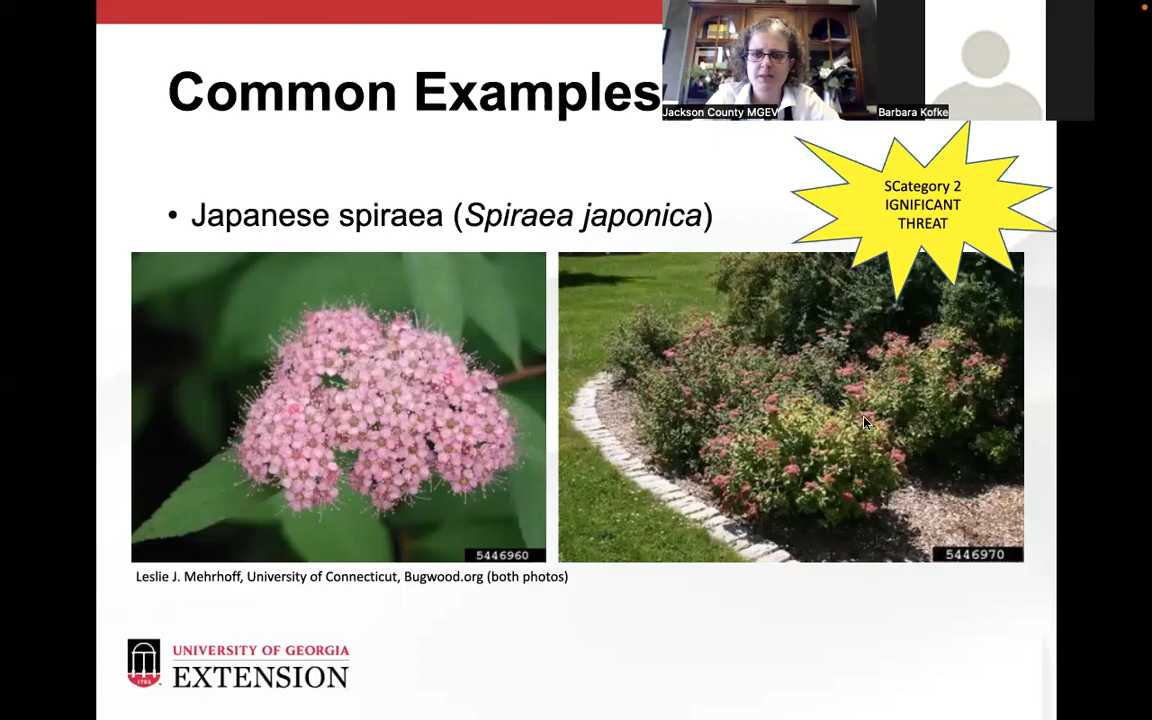 Common Examples
Jackson County MGEV
Barbara Kofke
SCategory 2
IGNIFICANT
THREAT
• Japanese spiraea (Spiraea japonica)
5446960
5446970
Leslie J. Mehrhoff, University of Connecticut, Bugwood.org (both photos)
1785
UNIVERSITY OF GEORGIA
EXTENSION